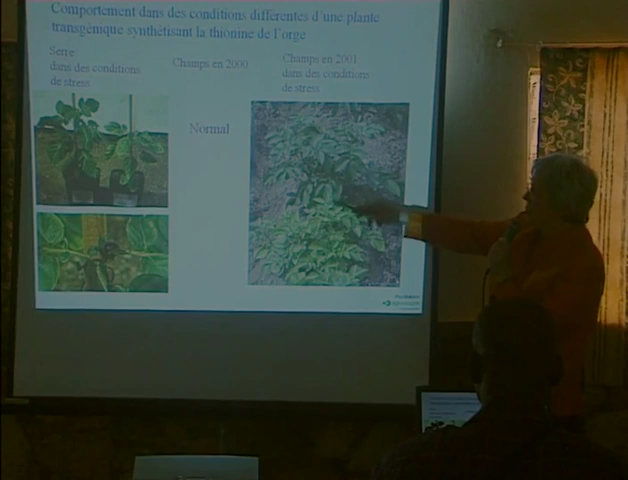 Comportement dans des conditions différentes d'une plante
transgénique synthétisant la thionine de l'orge
Serre:
dans des conditions
de stress
Champs en 2000
Champs en 2001
dans des conditions
de stress
Normal